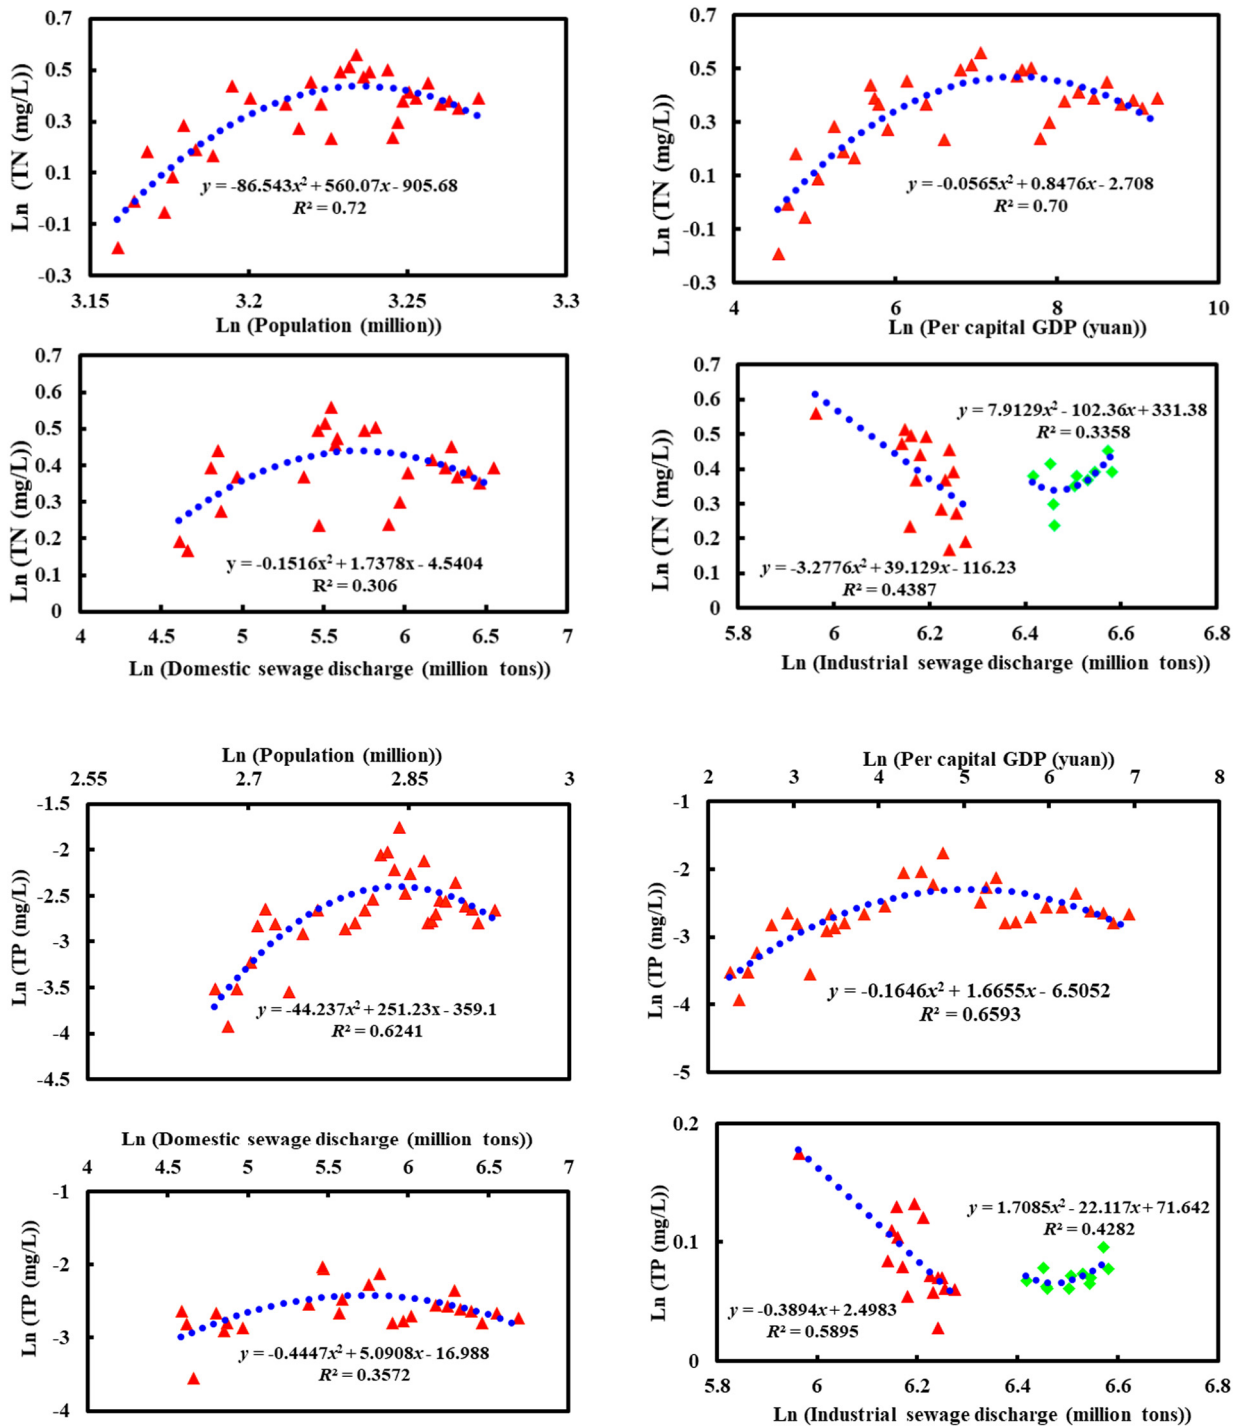 0.7
0.5
0.3
0.1
-0.1
-0.3
Ln (TN (mg/L))
y = -86.543x² + 560.07x - 905.68
R² = 0.72
3.15 3.2 3.25 3.3
Ln (Population (million))
0.7
0.5
0.3
0.1
-0.1
-0.3
Ln (TN (mg/L))
y = -0.0565x² + 0.8476x - 2.708
R² = 0.70
4 6 8 10
Ln (Per capital GDP (yuan))
0.7
0.6
0.5
0.4
0.3
0.2
0.1
0
Ln (TN (mg/L))
y = -0.1516x² + 1.7378x - 4.5404
R² = 0.306
4 4.5 5 5.5 6 6.5 7
Ln (Domestic sewage discharge (million tons))
0.7
0.6
0.5
0.4
0.3
0.2
0.1
0
Ln (TN (mg/L))
y = 7.9129x² - 102.36x + 331.38
R² = 0.3358
y = -3.2776x² + 39.129x - 116.23
R² = 0.4387
5.8 6 6.2 6.4 6.6 6.8
Ln (Industrial sewage discharge (million tons))
Ln (Population (million))
2.55 2.7 2.85 3
-1.5
-2
-2.5
-3
-3.5
-4
-4.5
Ln (TP (mg/L))
y = -44.237x² + 251.23x - 359.1
R² = 0.6241
Ln (Per capital GDP (yuan))
2 3 4 5 6 7 8
-1
-2
-3
-4
-5
Ln (TP (mg/L))
y = -0.1646x² + 1.6655x - 6.5052
R² = 0.6593
Ln (Domestic sewage discharge (million tons))
4 4.5 5 5.5 6 6.5 7
-1
-2
-3
-4
Ln (TP (mg/L))
y = -0.4447x² + 5.0908x - 16.988
R² = 0.3572
0.2
0.1
0
Ln (TP (mg/L))
y = 1.7085x² - 22.117x + 71.642
R² = 0.4282
y = -0.3894x + 2.4983
R² = 0.5895
5.8 6 6.2 6.4 6.6 6.8
Ln (Industrial sewage discharge (million tons))